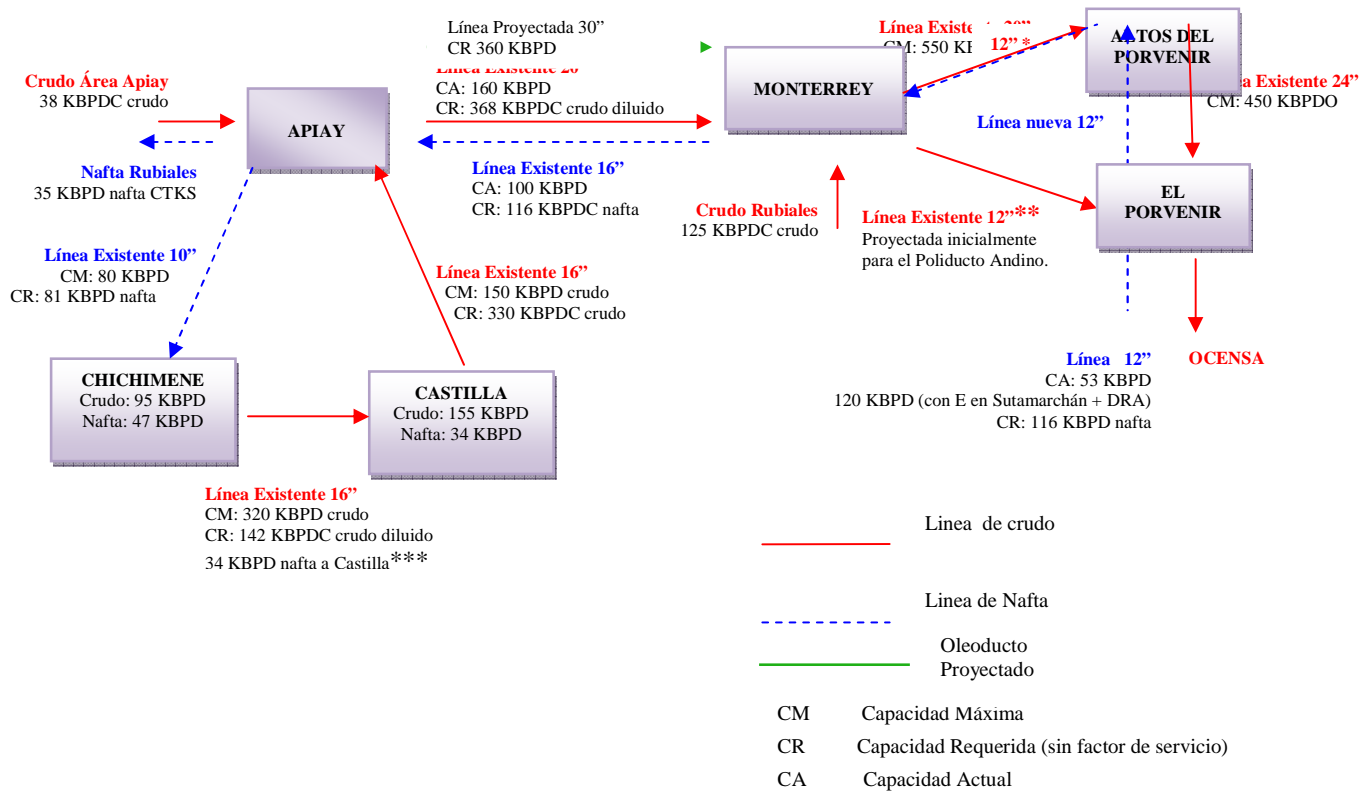 Línea Proyectada 30”
CR 360 KBPD
Línea Existente 20
CA: 160 KBPD
CR: 368 KBPDC crudo diluido
Crudo Área Apiay
38 KBPDC crudo
APIAY
Nafta Rubiales
35 KBPD nafta CTKS
Línea Existente 16”
CA: 100 KBPD
CR: 116 KBPDC nafta
MONTERREY
Línea Existe
CM: 550 KB
12” *
ALTOS DEL
PORVENIR
Existente 24”
CM: 450 KBPDO
Línea nueva 12”
EL
PORVENIR
Crudo Rubiales
125 KBPDC crudo
Línea Existente 12”**
Proyectada inicialmente
para el Poliducto Andino.
Línea Existente 10”
CM: 80 KBPD
CR: 81 KBPD nafta
Línea Existente 16”
CM: 150 KBPD crudo
CR: 330 KBPDC crudo
CHICHIMENE
Crudo: 95 KBPD
Nafta: 47 KBPD
CASTILLA
Crudo: 155 KBPD
Nafta: 34 KBPD
Línea 12”
CA: 53 KBPD
120 KBPD (con E en Sutamarchán + DRA)
CR: 116 KBPD nafta
OCENSA
Línea Existente 16”
CM: 320 KBPD crudo
CR: 142 KBPDC crudo diluido
34 KBPD nafta a Castilla***
Linea de crudo
Linea de Nafta
Oleoducto
Proyectado
CM Capacidad Máxima
CR Capacidad Requerida (sin factor de servicio)
CA Capacidad Actual